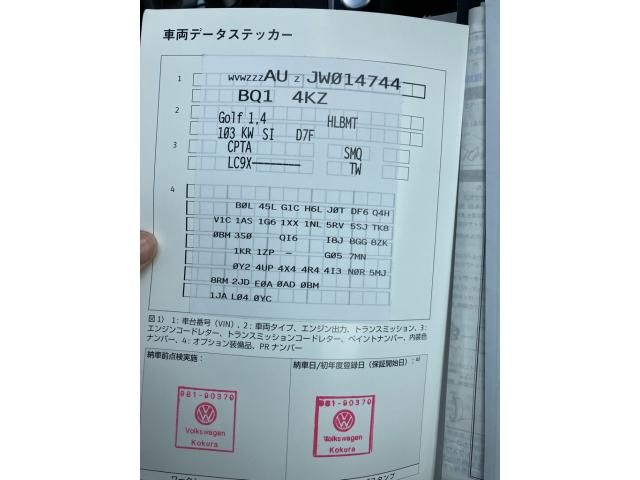 車両データステッカー
1 WVWZZZAU Z JW014744
BQ1 4KZ
2
Golf 1,4 HLBMT
103 KW SI D7F
3 CPTA SMQ
LC9X-------- TW
4
B0L 45L G1C H6L J0T DF6 Q4H
V1C 1AS 1G6 1XX 1NL 5RV 5SJ TK8
0BM 3S0 QI6 I8J 8GG 8ZK
1KR 1ZP - G05 7MN
0Y2 4UP 4X4 4R4 4I3 N0R 5MJ
8RM 2JD E0A 0AD 0BM
1JA L04 0YC
図1) 1:車台番号(VIN)、2:車両タイプ、エンジン出力、トランスミッション、3:
エンジンコードレター、トランスミッションコードレター、ペイントナンバー、内装色
ナンバー、4:オプション装備品、PRナンバー
納車前点検実施:
納車日/初年度登録日(保証開始日):
981-90370
Volkswagen
Kokura
981-90370
Volkswagen
Kokura